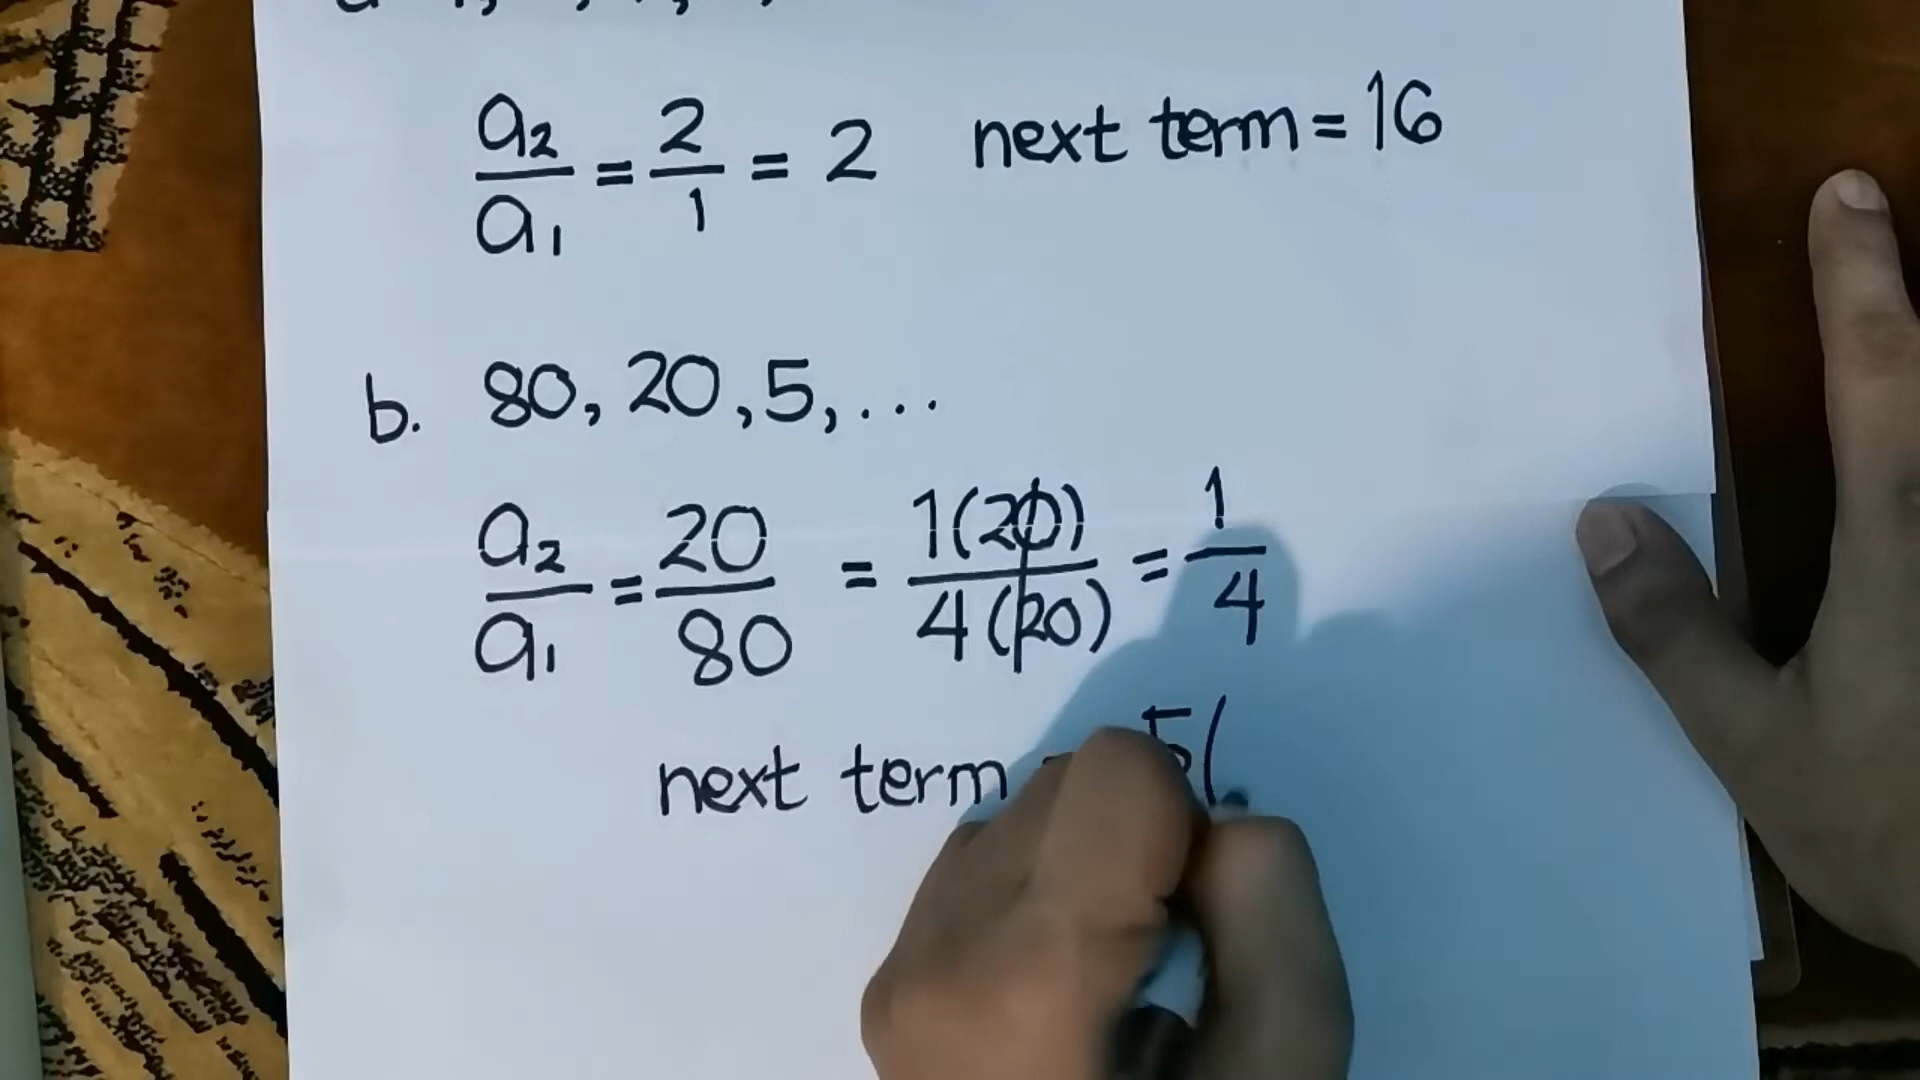 a₂/a₁ = 2/1 = 2 next term = 16
b. 80, 20, 5, ...
a₂/a₁ = 20/80 = 1(20)/4(20) = 1/4
next term = 5(